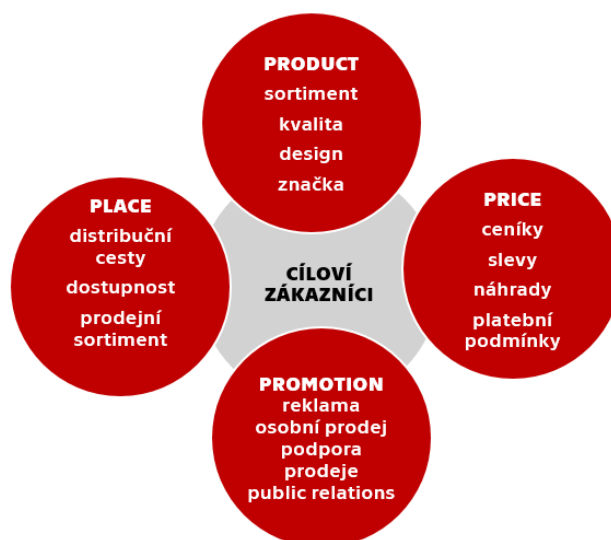 PRODUCT
sortiment
kvalita
design
značka
PLACE
distribuční
cesty
dostupnost
prodejní
sortiment
CÍLOVÍ
ZÁKAZNÍCI
PRICE
ceníky
slevy
náhrady
platební
podmínky
PROMOTION
reklama
osobní prodej
podpora
prodeje
public relations